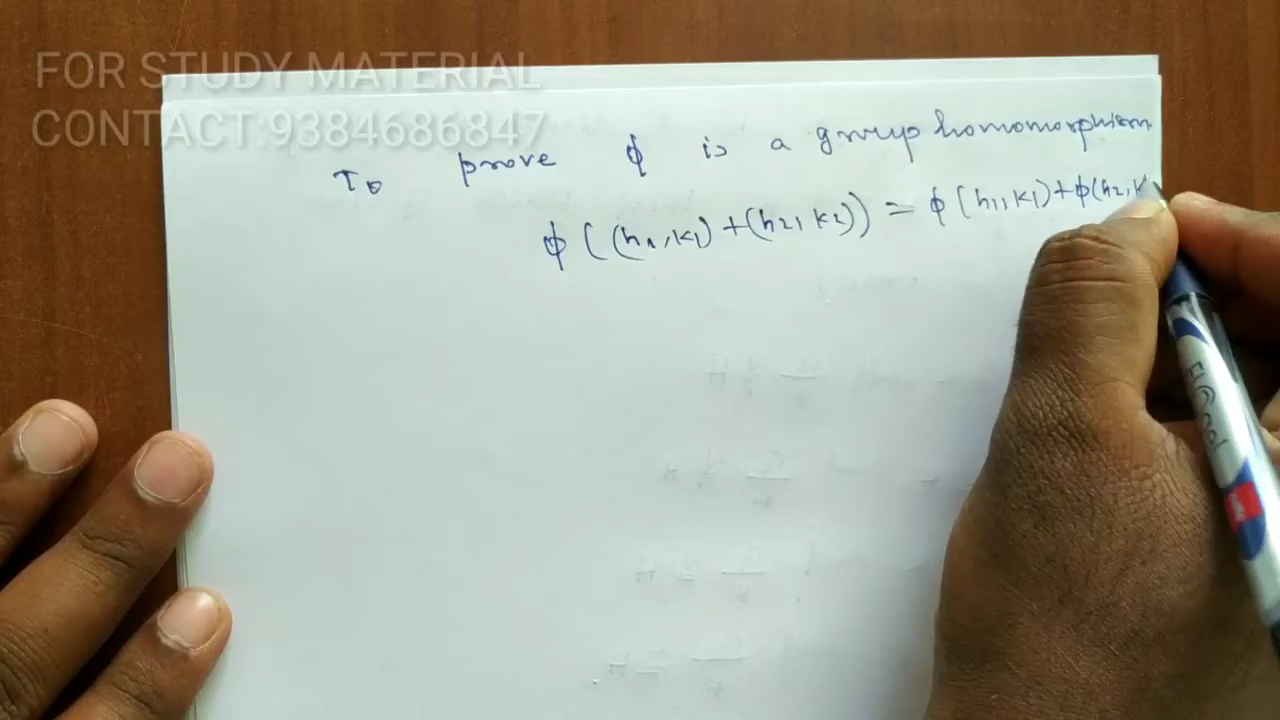 FOR STUDY MATERIAL
CONTACT:9384686847
To prove ϕ is a group homomorphism.
ϕ((h1,k1)+(h2,k2)) = ϕ(h1,k1)+ϕ(h2,k